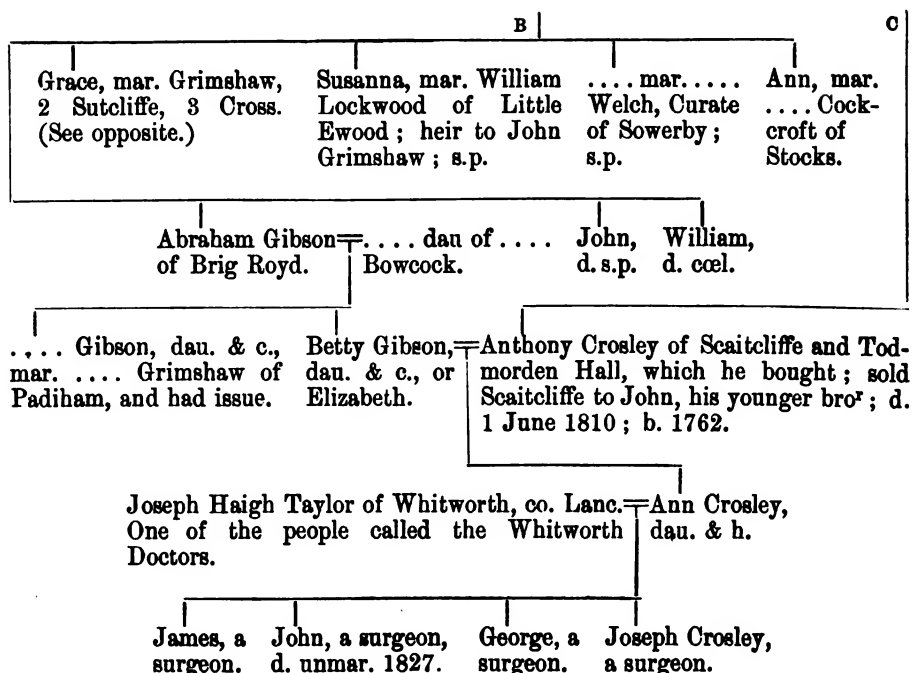 B C
Grace, mar. Grimshaw,
2 Sutcliffe, 3 Cross.
(See opposite.)
Susanna, mar. William
Lockwood of Little
Ewood ; heir to John
Grimshaw ; s.p.
. . . . mar. . . . .
Welch, Curate
of Sowerby ;
s.p.
Ann, mar.
. . . . Cock-
croft of
Stocks.
Abraham Gibson
of Brig Royd.
. . . . dau of . . . .
Bowcock.
John,
d. s.p.
William,
d. cœl.
. . . . Gibson, dau. & c.,
mar. . . . . Grimshaw of
Padiham, and had issue.
Betty Gibson,
dau. & c., or
Elizabeth.
Anthony Crosley of Scaitcliffe and Tod-
morden Hall, which he bought ; sold
Scaitcliffe to John, his younger broʳ ; d.
1 June 1810 ; b. 1762.
Joseph Haigh Taylor of Whitworth, co. Lanc.
One of the people called the Whitworth
Doctors.
Ann Crosley,
dau. & h.
James, a
surgeon.
John, a surgeon,
d. unmar. 1827.
George, a
surgeon.
Joseph Crosley,
a surgeon.